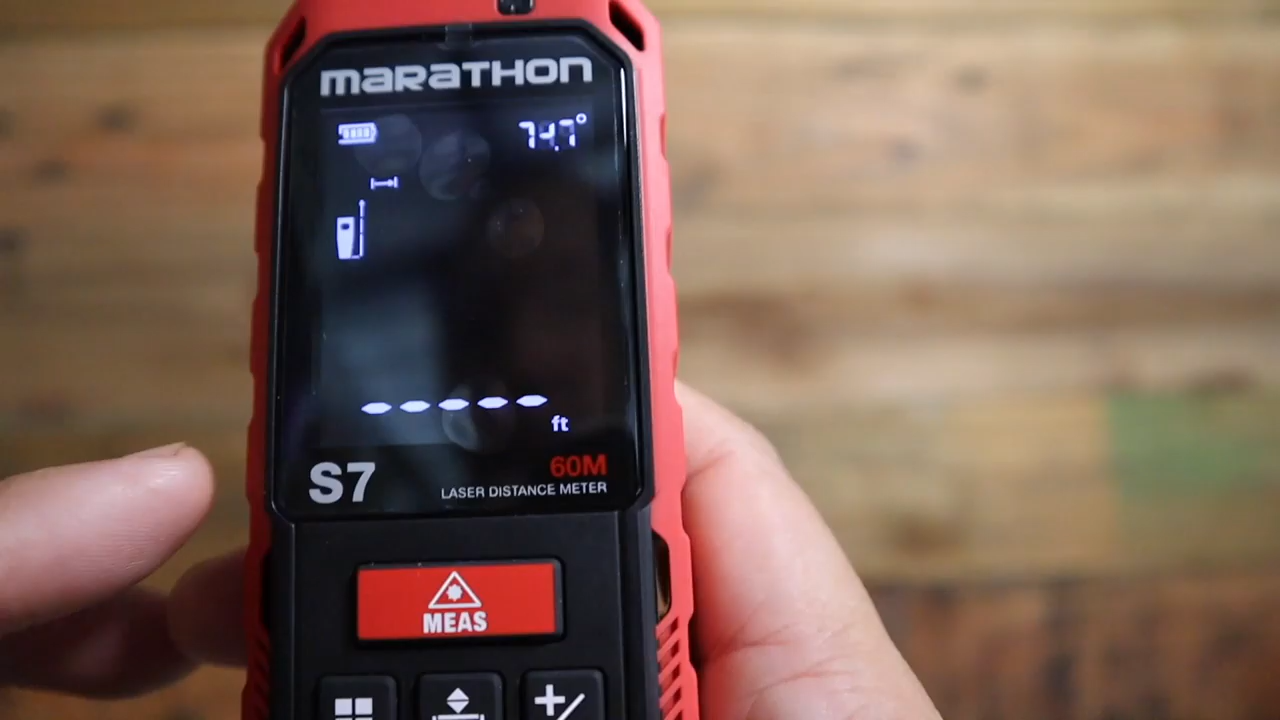 maRaTHON
74.7°
- - - - -
ft
S7
60M
LASER DISTANCE METER
MEAS
+/